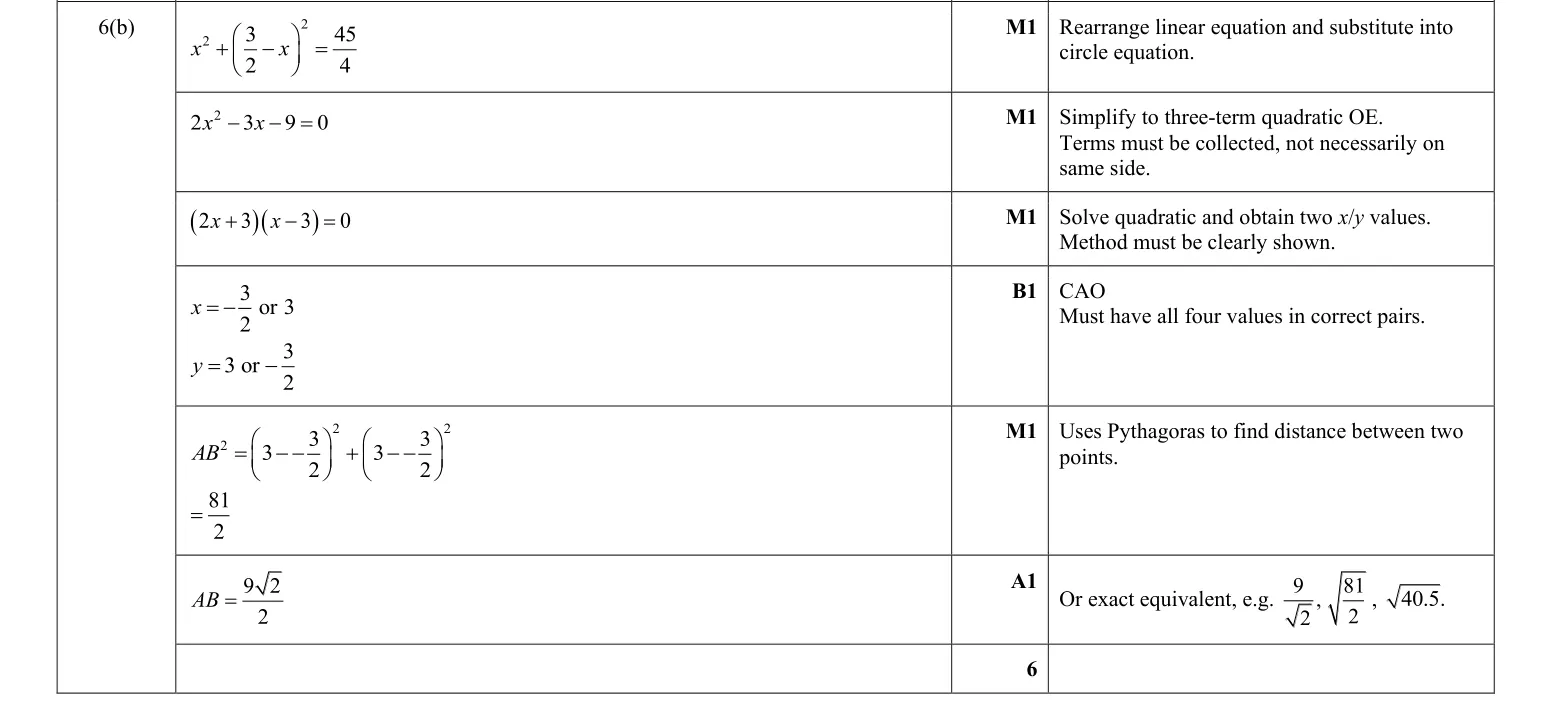 6(b)
x² + (3/2 − x)² = 45/4
M1
Rearrange linear equation and substitute into
circle equation.
2x² − 3x − 9 = 0
M1
Simplify to three-term quadratic OE.
Terms must be collected, not necessarily on
same side.
(2x + 3)(x − 3) = 0
M1
Solve quadratic and obtain two x/y values.
Method must be clearly shown.
x = −3/2 or 3
y = 3 or −3/2
B1
CAO
Must have all four values in correct pairs.
AB² = (3 − −3/2)² + (3 − −3/2)²
= 81/2
M1
Uses Pythagoras to find distance between two
points.
AB = 9√2/2
A1
Or exact equivalent, e.g. 9/√2, √(81/2) , √40.5.
6